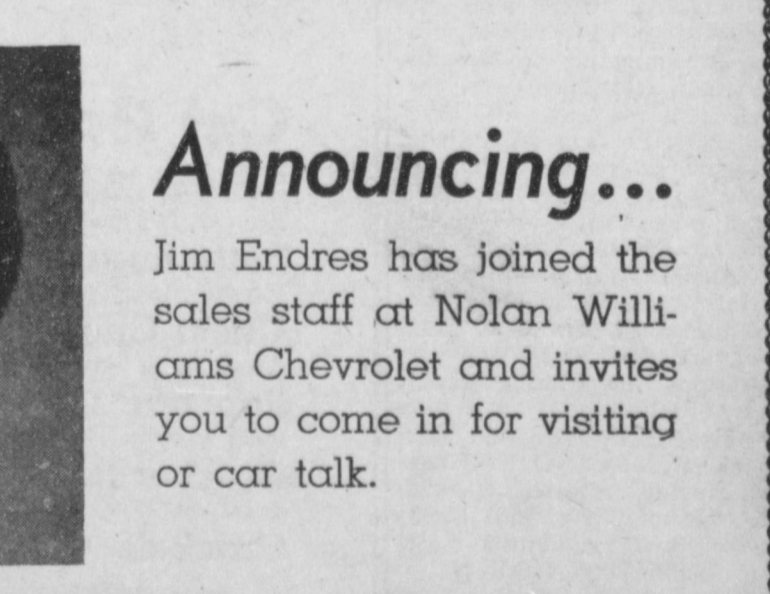 Announcing...
Jim Endres has joined the
sales staff at Nolan Willi-
ams Chevrolet and invites
you to come in for visiting
or car talk.